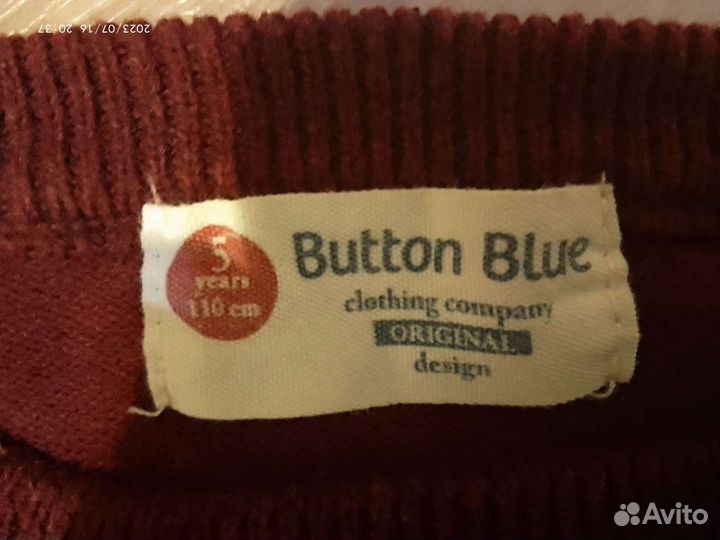 2023/07/16 20:37
5
years
110 cm
Button Blue
clothing company
ORIGINAL
design
Avito